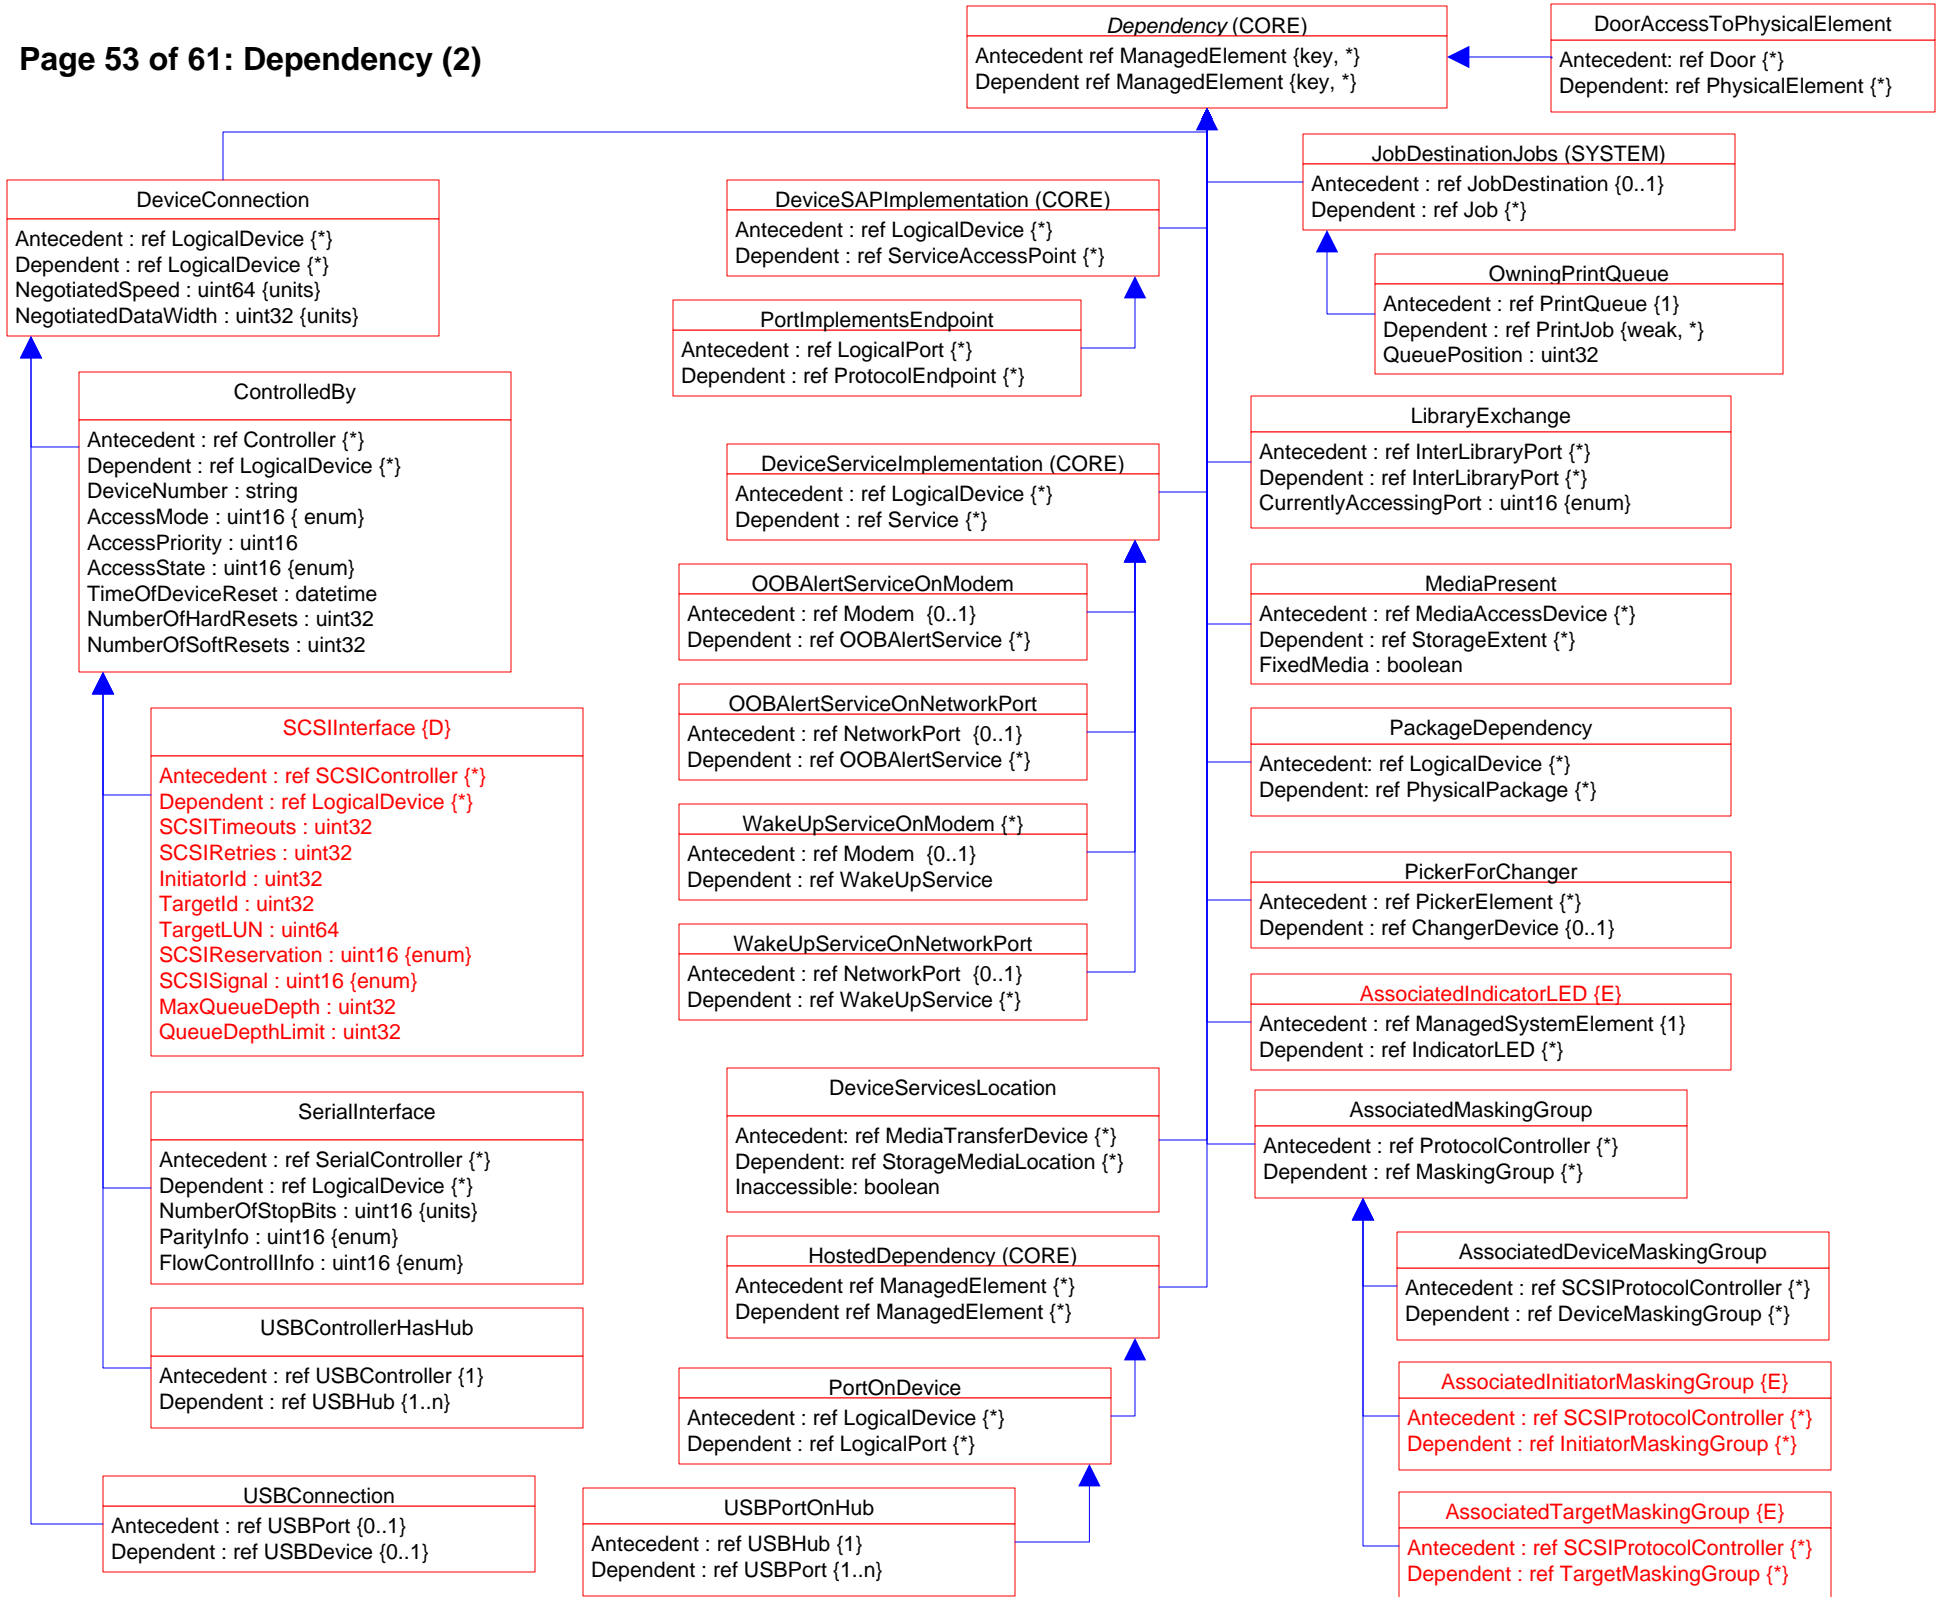 Page 53 of 61: Dependency (2)
Dependency (CORE)
Antecedent ref ManagedElement {key, *}
Dependent ref ManagedElement {key, *}
DoorAccessToPhysicalElement
Antecedent: ref Door {*}
Dependent: ref PhysicalElement {*}
DeviceConnection
Antecedent : ref LogicalDevice {*}
Dependent : ref LogicalDevice {*}
NegotiatedSpeed : uint64 {units}
NegotiatedDataWidth : uint32 {units}
ControlledBy
Antecedent : ref Controller {*}
Dependent : ref LogicalDevice {*}
DeviceNumber : string
AccessMode : uint16 { enum}
AccessPriority : uint16
AccessState : uint16 {enum}
TimeOfDeviceReset : datetime
NumberOfHardResets : uint32
NumberOfSoftResets : uint32
SCSIInterface {D}
Antecedent : ref SCSIController {*}
Dependent : ref LogicalDevice {*}
SCSITimeouts : uint32
SCSIRetries : uint32
InitiatorId : uint32
TargetId : uint32
TargetLUN : uint64
SCSIReservation : uint16 {enum}
SCSISignal : uint16 {enum}
MaxQueueDepth : uint32
QueueDepthLimit : uint32
SerialInterface
Antecedent : ref SerialController {*}
Dependent : ref LogicalDevice {*}
NumberOfStopBits : uint16 {units}
ParityInfo : uint16 {enum}
FlowControlIInfo : uint16 {enum}
USBControllerHasHub
Antecedent : ref USBController {1}
Dependent : ref USBHub {1..n}
USBConnection
Antecedent : ref USBPort {0..1}
Dependent : ref USBDevice {0..1}
DeviceSAPImplementation (CORE)
Antecedent : ref LogicalDevice {*}
Dependent : ref ServiceAccessPoint {*}
PortImplementsEndpoint
Antecedent : ref LogicalPort {*}
Dependent : ref ProtocolEndpoint {*}
DeviceServiceImplementation (CORE)
Antecedent : ref LogicalDevice {*}
Dependent : ref Service {*}
OOBAlertServiceOnModem
Antecedent : ref Modem  {0..1}
Dependent : ref OOBAlertService {*}
OOBAlertServiceOnNetworkPort
Antecedent : ref NetworkPort  {0..1}
Dependent : ref OOBAlertService {*}
WakeUpServiceOnModem {*}
Antecedent : ref Modem  {0..1}
Dependent : ref WakeUpService
WakeUpServiceOnNetworkPort
Antecedent : ref NetworkPort  {0..1}
Dependent : ref WakeUpService {*}
DeviceServicesLocation
Antecedent: ref MediaTransferDevice {*}
Dependent: ref StorageMediaLocation {*}
Inaccessible: boolean
HostedDependency (CORE)
Antecedent ref ManagedElement {*}
Dependent ref ManagedElement {*}
PortOnDevice
Antecedent : ref LogicalDevice {*}
Dependent : ref LogicalPort {*}
USBPortOnHub
Antecedent : ref USBHub {1}
Dependent : ref USBPort {1..n}
JobDestinationJobs (SYSTEM)
Antecedent : ref JobDestination {0..1}
Dependent : ref Job {*}
OwningPrintQueue
Antecedent : ref PrintQueue {1}
Dependent : ref PrintJob {weak, *}
QueuePosition : uint32
LibraryExchange
Antecedent : ref InterLibraryPort {*}
Dependent : ref InterLibraryPort {*}
CurrentlyAccessingPort : uint16 {enum}
MediaPresent
Antecedent : ref MediaAccessDevice {*}
Dependent : ref StorageExtent {*}
FixedMedia : boolean
PackageDependency
Antecedent: ref LogicalDevice {*}
Dependent: ref PhysicalPackage {*}
PickerForChanger
Antecedent : ref PickerElement {*}
Dependent : ref ChangerDevice {0..1}
AssociatedIndicatorLED {E}
Antecedent : ref ManagedSystemElement {1}
Dependent : ref IndicatorLED {*}
AssociatedMaskingGroup
Antecedent : ref ProtocolController {*}
Dependent : ref MaskingGroup {*}
AssociatedDeviceMaskingGroup
Antecedent : ref SCSIProtocolController {*}
Dependent : ref DeviceMaskingGroup {*}
AssociatedInitiatorMaskingGroup {E}
Antecedent : ref SCSIProtocolController {*}
Dependent : ref InitiatorMaskingGroup {*}
AssociatedTargetMaskingGroup {E}
Antecedent : ref SCSIProtocolController {*}
Dependent : ref TargetMaskingGroup {*}